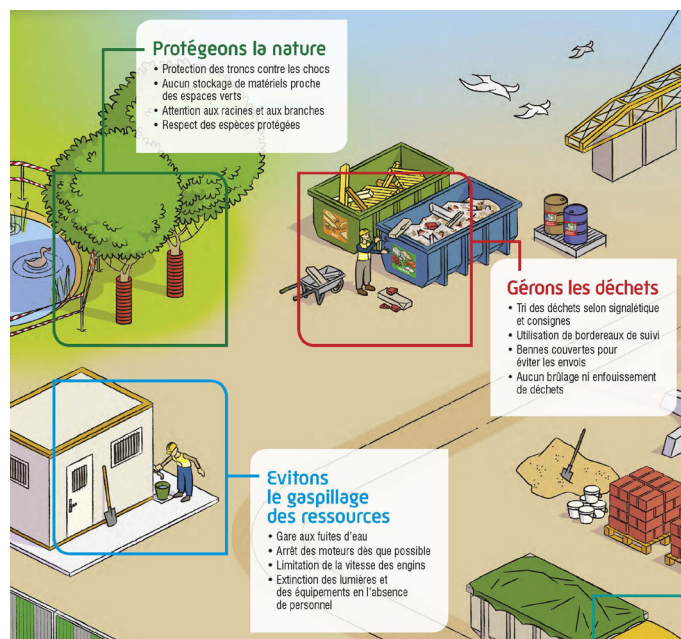 Protégeons la nature
• Protection des troncs contre les chocs
• Aucun stockage de matériels proche
des espaces verts
• Attention aux racines et aux branches
• Respect des espèces protégées
Gérons les déchets
• Tri des déchets selon signalétique
et consignes
• Utilisation de bordereaux de suivi
• Bennes couvertes pour
éviter les envois
• Aucun brûlage ni enfouissement
de déchets
Evitons
le gaspillage
des ressources
• Gare aux fuites d'eau
• Arrêt des moteurs dès que possible
• Limitation de la vitesse des engins
• Extinction des lumières et
des équipements en l'absence
de personnel